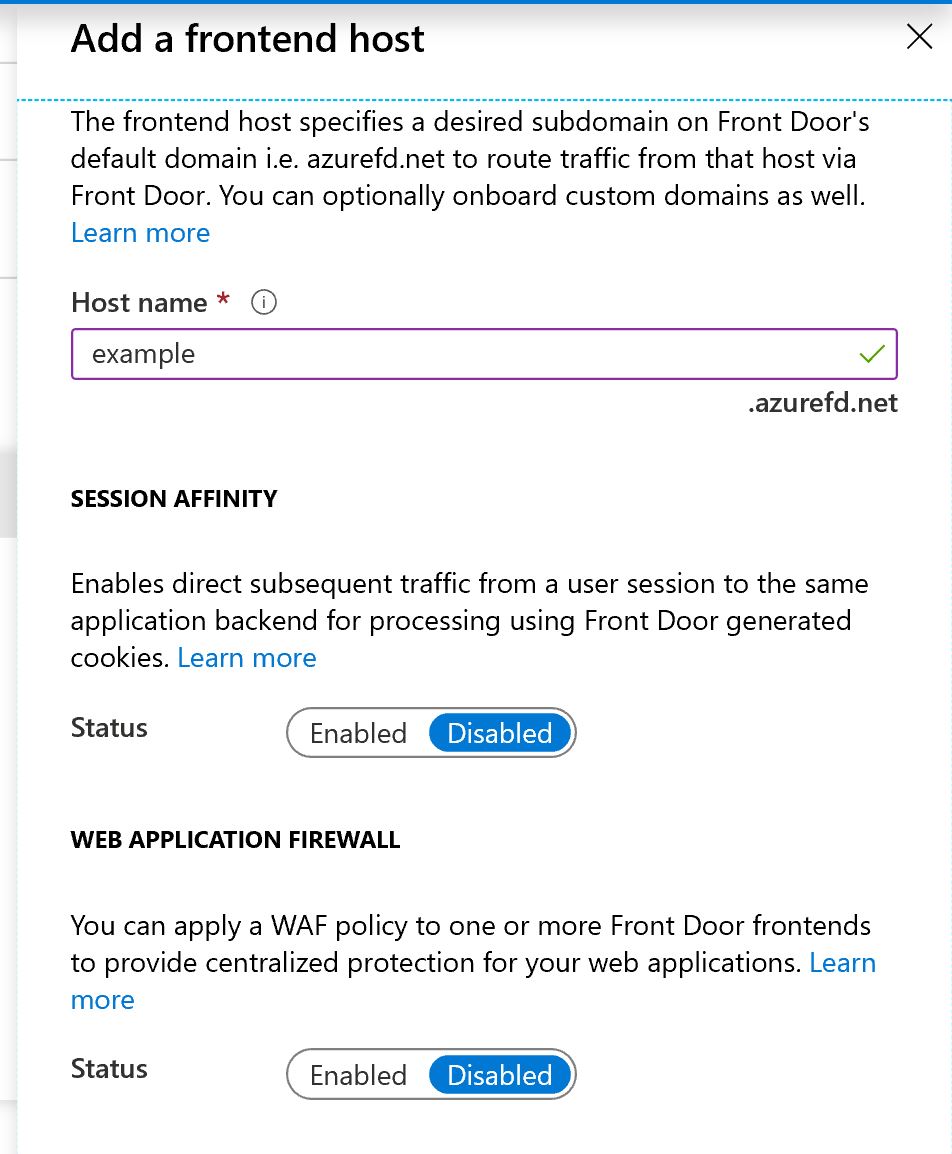 Add a frontend host
The frontend host specifies a desired subdomain on Front Door's
default domain i.e. azurefd.net to route traffic from that host via
Front Door. You can optionally onboard custom domains as well.
Learn more
Host name *
example
.azurefd.net
SESSION AFFINITY
Enables direct subsequent traffic from a user session to the same
application backend for processing using Front Door generated
cookies. Learn more
Status Enabled Disabled
WEB APPLICATION FIREWALL
You can apply a WAF policy to one or more Front Door frontends
to provide centralized protection for your web applications. Learn
more
Status Enabled Disabled